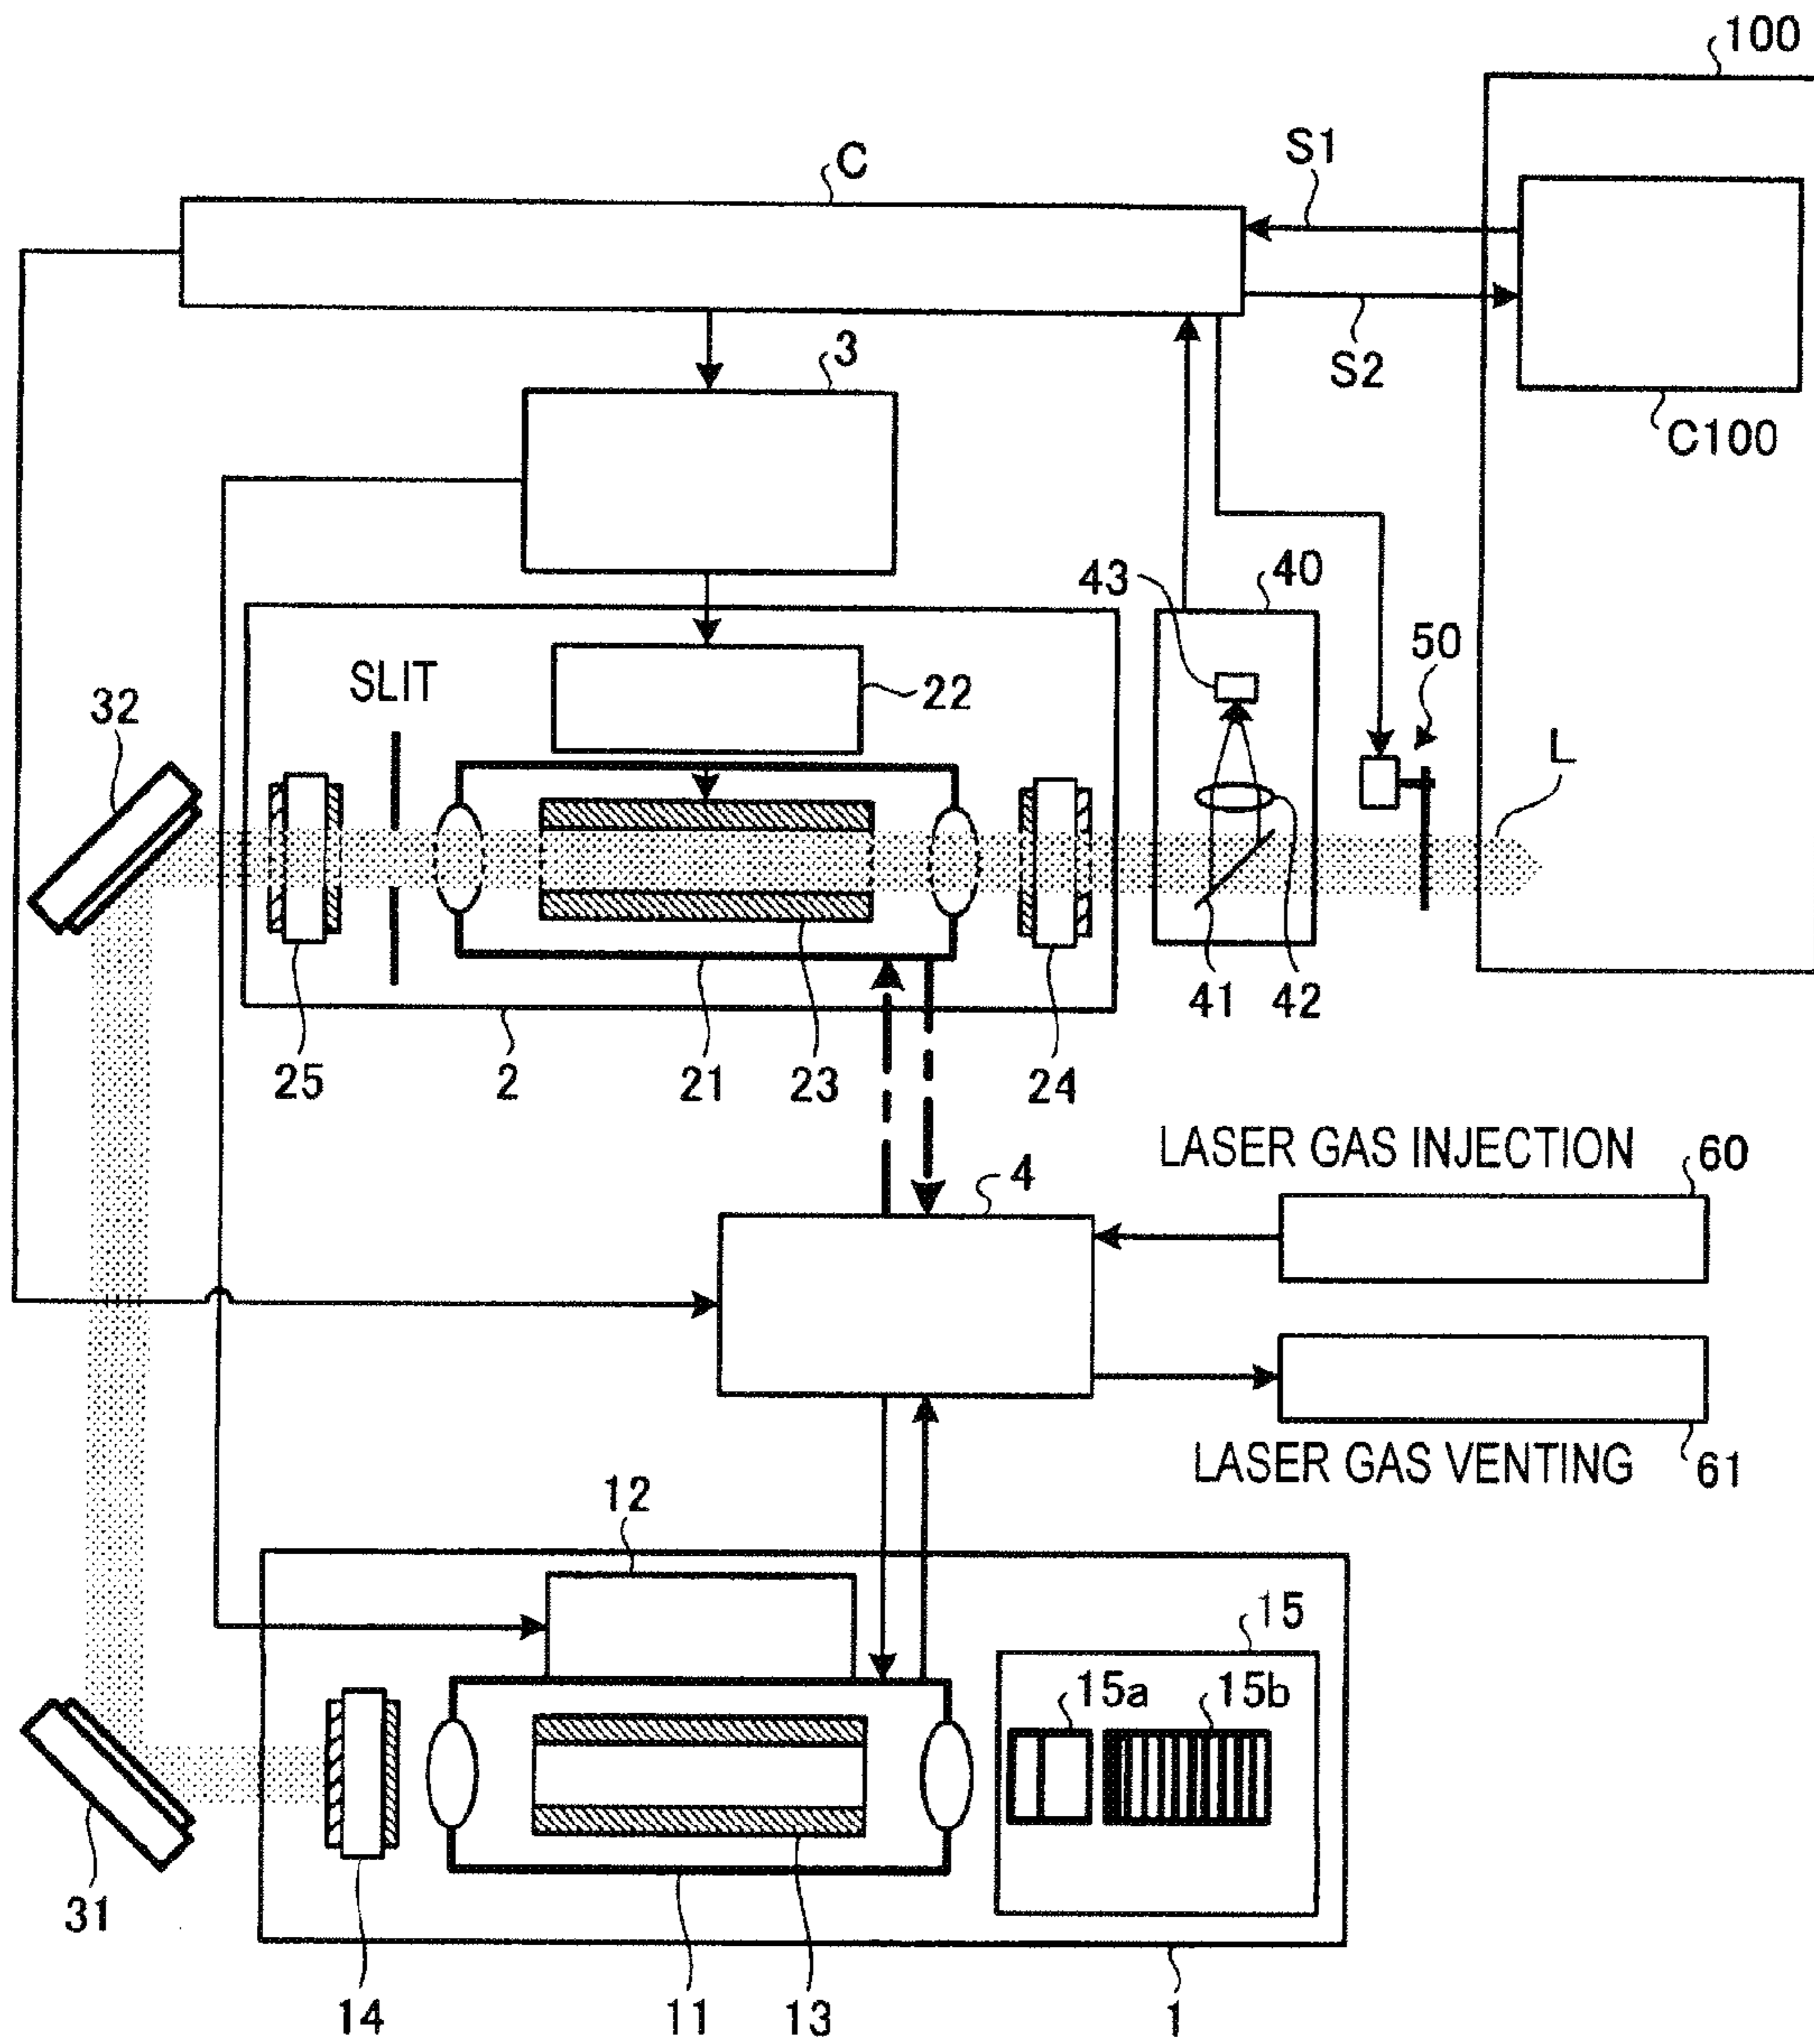 100
C
S1
S2
3
C100
43
40
50
SLIT
32
22
L
25
2
21
23
24
41
42
LASER GAS INJECTION
60
4
LASER GAS VENTING
61
12
15
15a
15b
31
14
11
13
1